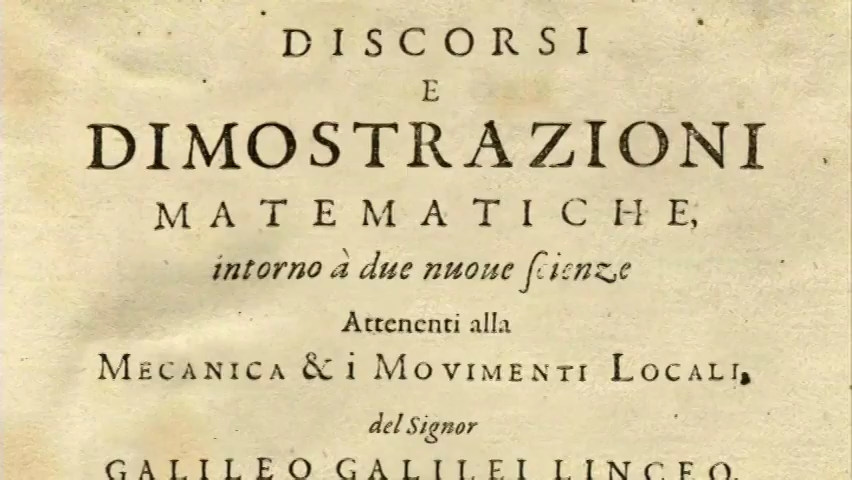 DISCORSI
E
DIMOSTRAZIONI
MATEMATICHE,
intorno à due nuoue ſcienze
Attenenti alla
MECANICA & i MOVIMENTI LOCALI,
del Signor
GALILEO GALILEI LINCEO,